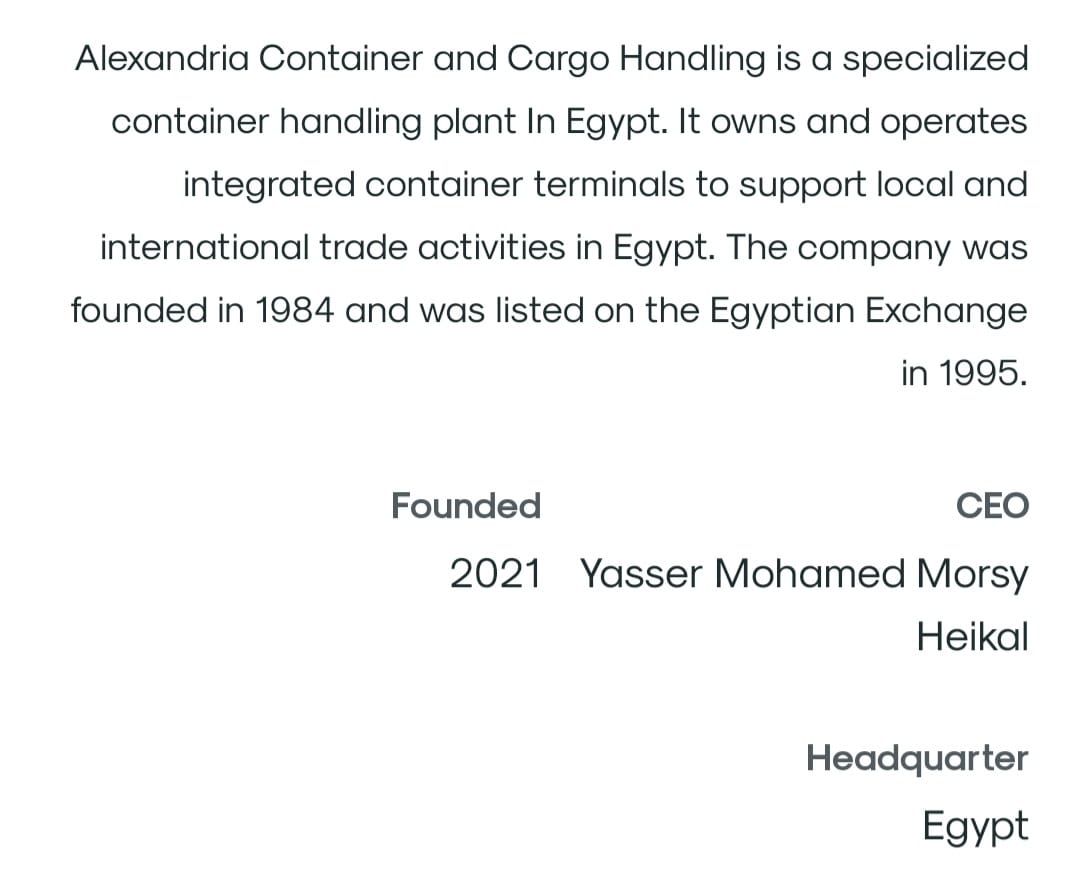 Alexandria Container and Cargo Handling is a specialized
container handling plant In Egypt. It owns and operates
integrated container terminals to support local and
international trade activities in Egypt. The company was
founded in 1984 and was listed on the Egyptian Exchange
in 1995.
Founded
2021
CEO
Yasser Mohamed Morsy
Heikal
Headquarter
Egypt